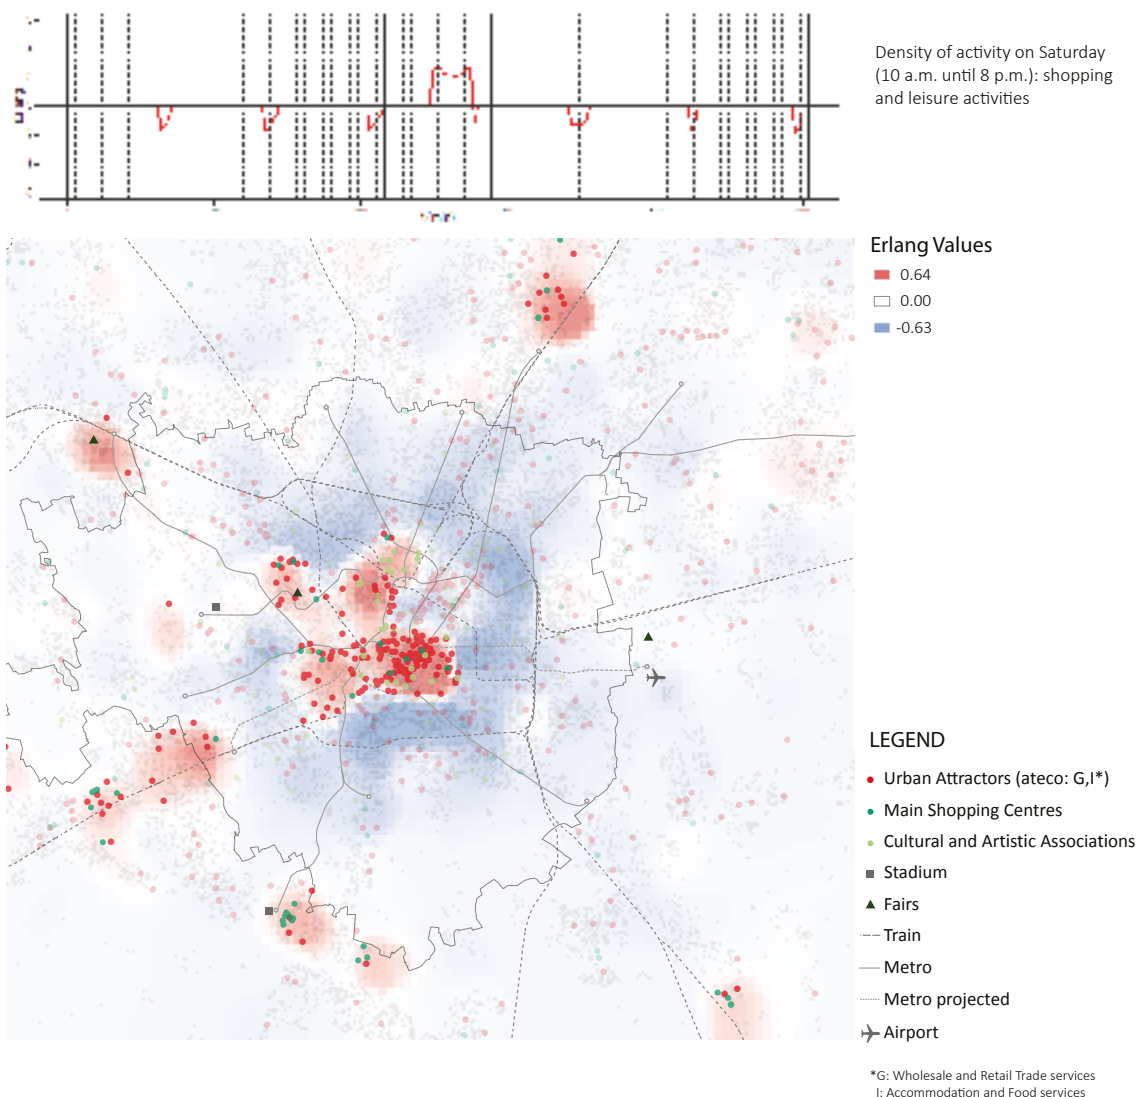 Density of activity on Saturday
(10 a.m. until 8 p.m.): shopping
and leisure activities
Erlang Values
0.64
0.00
-0.63
LEGEND
Urban Attractors (ateco: G,I*)
Main Shopping Centres
Cultural and Artistic Associations
Stadium
Fairs
Train
Metro
Metro projected
Airport
*G: Wholesale and Retail Trade services
I: Accommodation and Food services